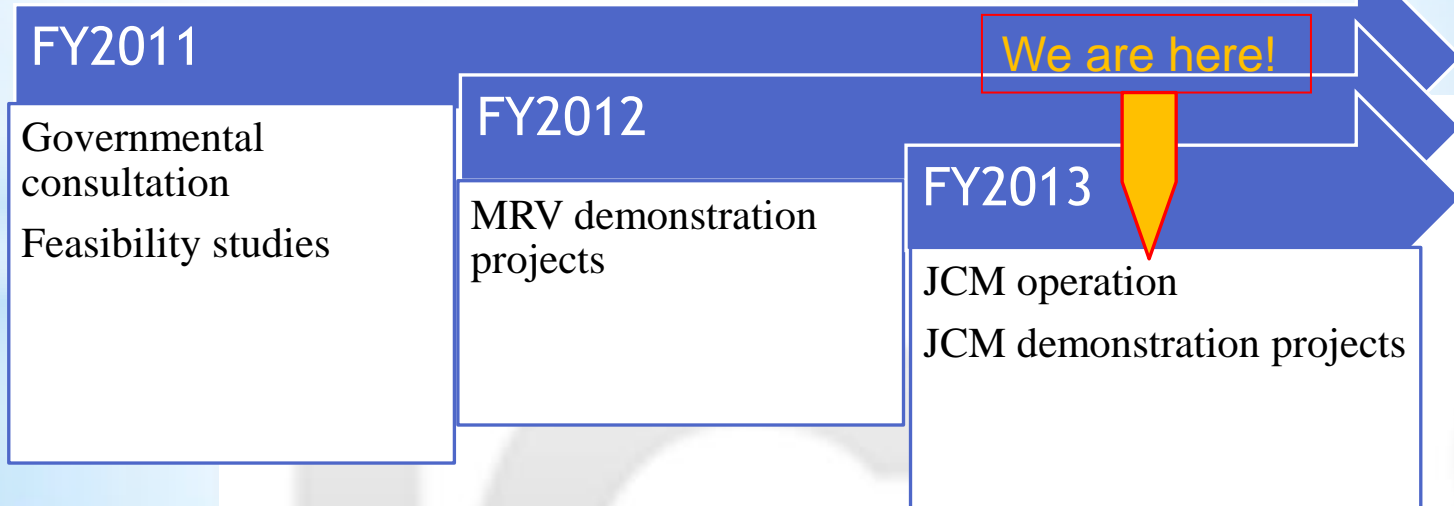 FY2011
We are here!
Governmental
consultation
Feasibility studies
FY2012
MRV demonstration
projects
FY2013
JCM operation
JCM demonstration projects